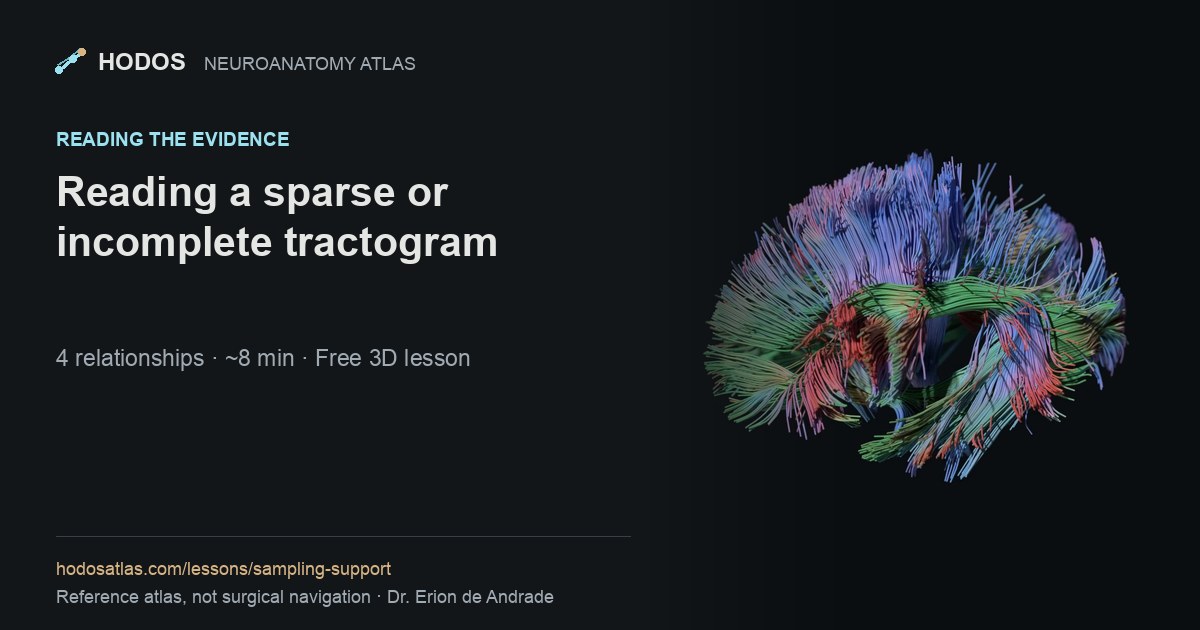 HODOS NEUROANATOMY ATLAS
READING THE EVIDENCE
Reading a sparse or
incomplete tractogram
4 relationships · ~8 min · Free 3D lesson
hodosatlas.com/lessons/sampling-support
Reference atlas, not surgical navigation · Dr. Erion de Andrade